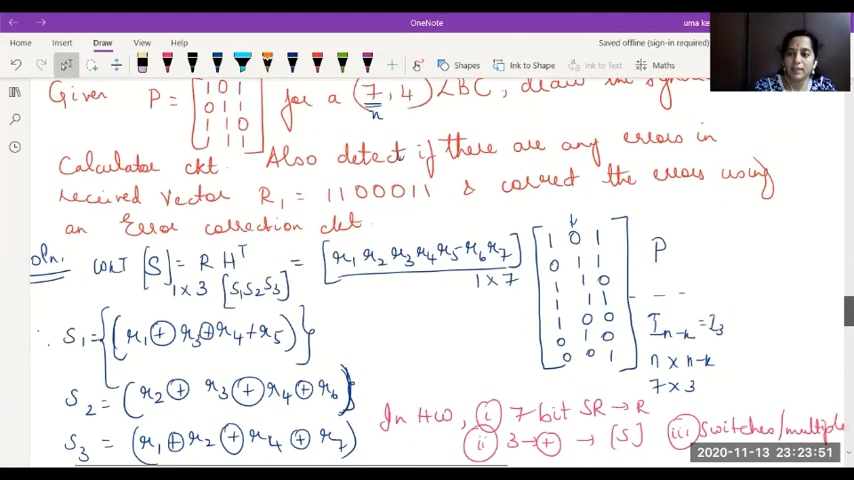 OneNote
uma ke
Home Insert Draw View Help
Saved offline (sign-in required)
Shapes Ink to Shape Ink to Text Maths
Given P = [1 0 1
0 1 1
1 1 0
1 1 1] for a (7, 4) LBC, draw the
n
Calculator ckt. Also detect if there are any errors in
received vector R1 = 1100011 & correct the errors using
an Error correction ckt.
Soln. WKT [S] = R H^T = [r1 r2 r3 r4 r5 r6 r7]
1×3 [S1 S2 S3] 1×7
[1 0 1
0 1 1
1 1 0
1 1 1
1 0 0
0 1 0
0 0 1]
P
- - -
I n-k = I3
n × n-k
7 × 3
∴ S1 = {(r1 ⊕ r3 ⊕ r4 + r5)}
S2 = (r2 ⊕ r3 ⊕ r4 ⊕ r6)
S3 = (r1 ⊕ r2 ⊕ r4 ⊕ r7)
In HW, (i) 7 bit SR → R
(ii) 3 → ⊕ → [S] (iii) switches/multiple
2020-11-13 23:23:51